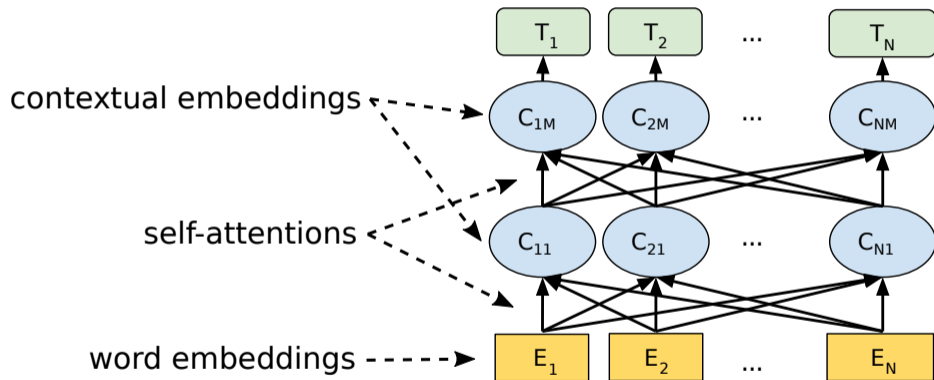 T1 T2 ... TN
contextual embeddings
C1M C2M ... CNM
self-attentions
C11 C21 ... CN1
word embeddings
E1 E2 ... EN